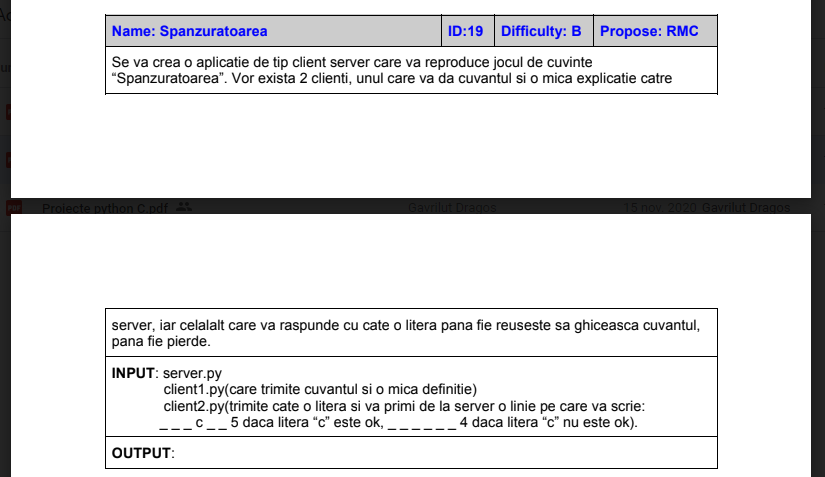 Name: Spanzuratoarea ID:19 Difficulty: B Propose: RMC
Se va crea o aplicatie de tip client server care va reproduce jocul de cuvinte
“Spanzuratoarea”. Vor exista 2 clienti, unul care va da cuvantul si o mica explicatie catre
Proiecte python C.pdf Gavrilut Dragos 15 nov. 2020 Gavrilut Dragos
server, iar celalalt care va raspunde cu cate o litera pana fie reuseste sa ghiceasca cuvantul,
pana fie pierde.
INPUT: server.py
client1.py(care trimite cuvantul si o mica definitie)
client2.py(trimite cate o litera si va primi de la server o linie pe care va scrie:
_ _ _ c _ _ 5 daca litera “c” este ok, _ _ _ _ _ _ 4 daca litera “c” nu este ok).
OUTPUT: